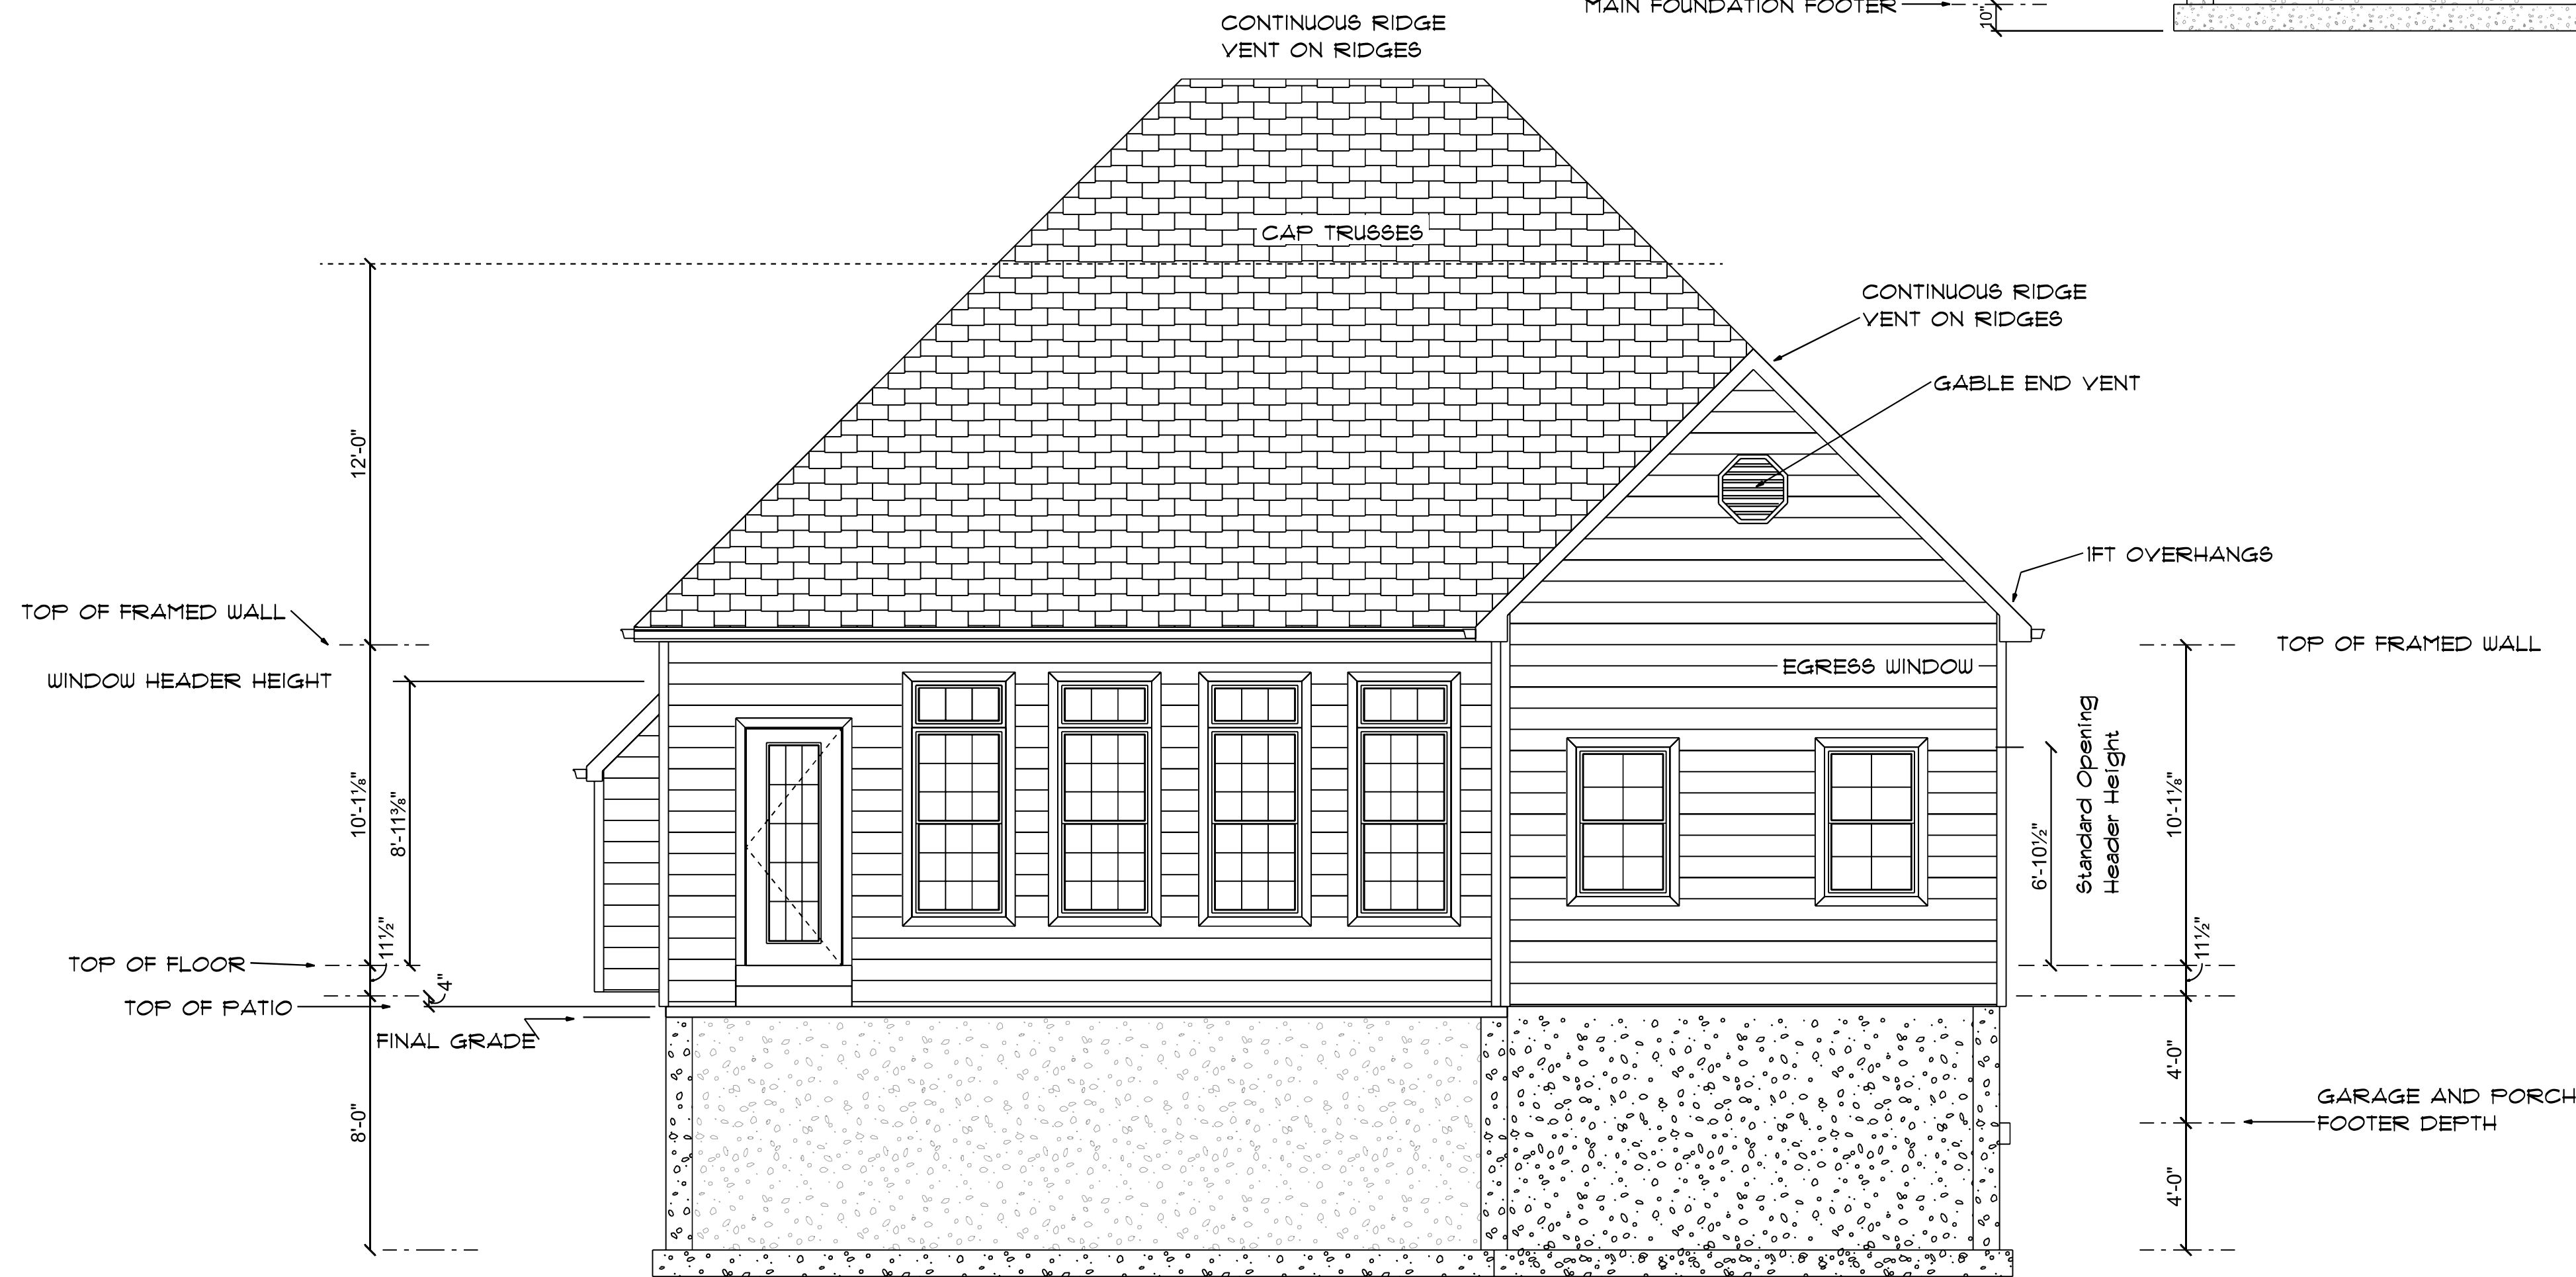 MAIN FOUNDATION FOOTER
10"
CONTINUOUS RIDGE
VENT ON RIDGES
CAP TRUSSES
CONTINUOUS RIDGE
VENT ON RIDGES
GABLE END VENT
12'-0"
1FT OVERHANGS
TOP OF FRAMED WALL
TOP OF FRAMED WALL
WINDOW HEADER HEIGHT
EGRESS WINDOW
10'-1⅛"
8'-11⅜"
6'-10½"
Standard Opening
Header Height
10'-1⅛"
11½"
11½"
TOP OF FLOOR
4"
TOP OF PATIO
FINAL GRADE
8'-0"
4'-0"
GARAGE AND PORCH
FOOTER DEPTH
4'-0"